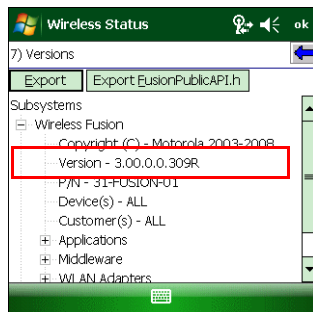 Wireless Status ok
7) Versions
Export Export FusionPublicAPI.h
Subsystems
Wireless Fusion
Copyright (C) - Motorola 2003-2008
Version - 3.00.0.0.309R
P/N - 31-FUSION-01
Device(s) - ALL
Customer(s) - ALL
Applications
Middleware
WLAN Adapters